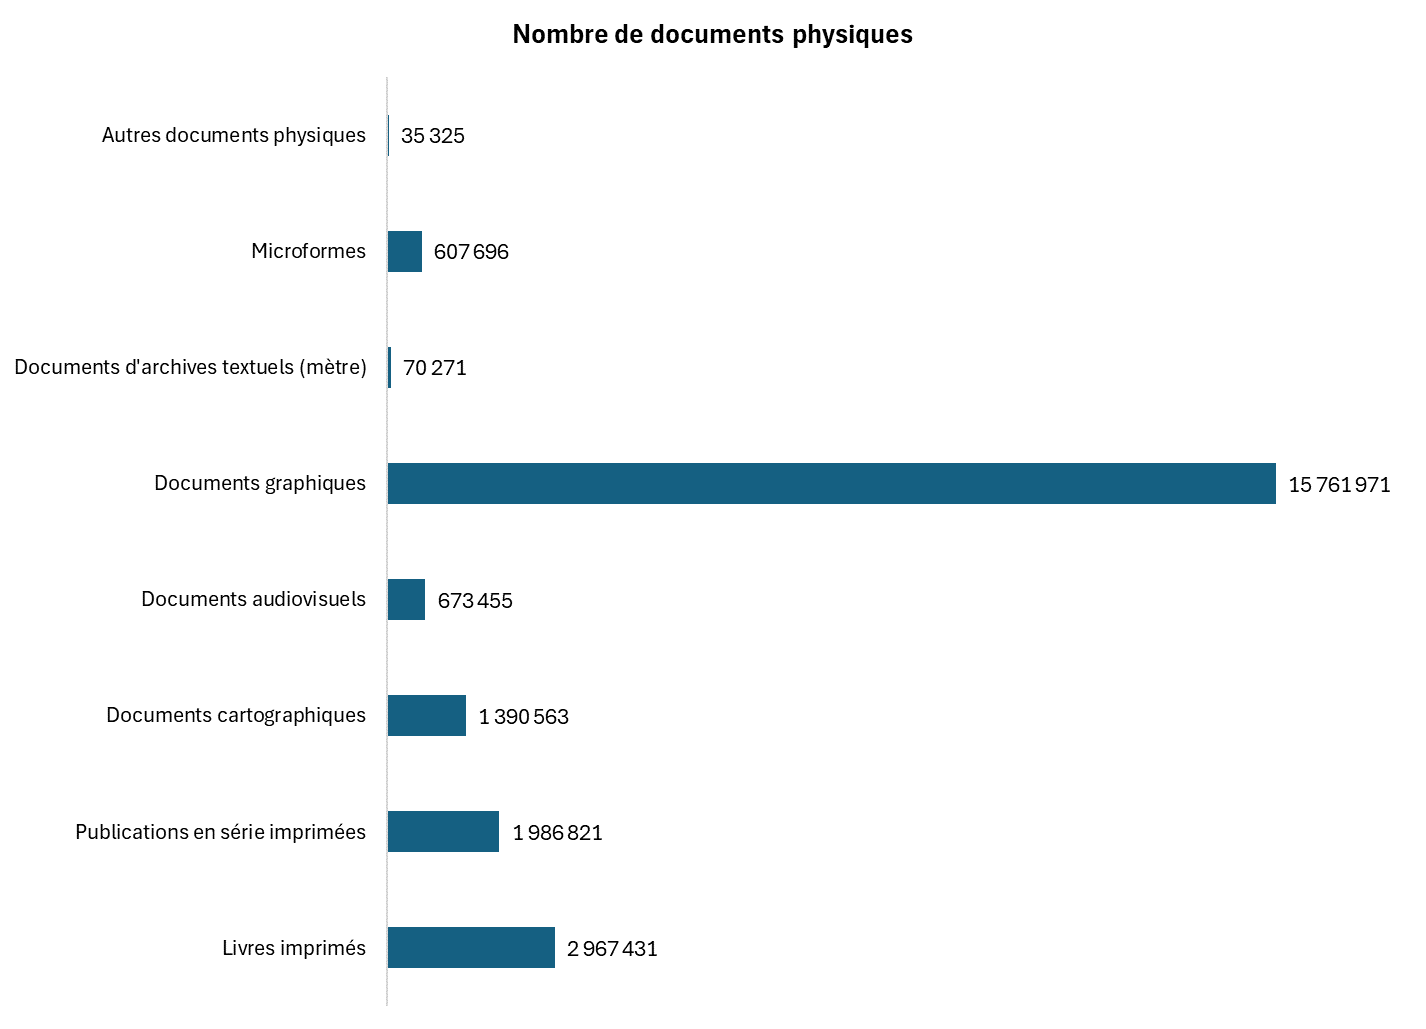 Nombre de documents physiques
Autres documents physiques 35 325
Microformes 607 696
Documents d'archives textuels (mètre) 70 271
Documents graphiques 15 761 971
Documents audiovisuels 673 455
Documents cartographiques 1 390 563
Publications en série imprimées 1 986 821
Livres imprimés 2 967 431